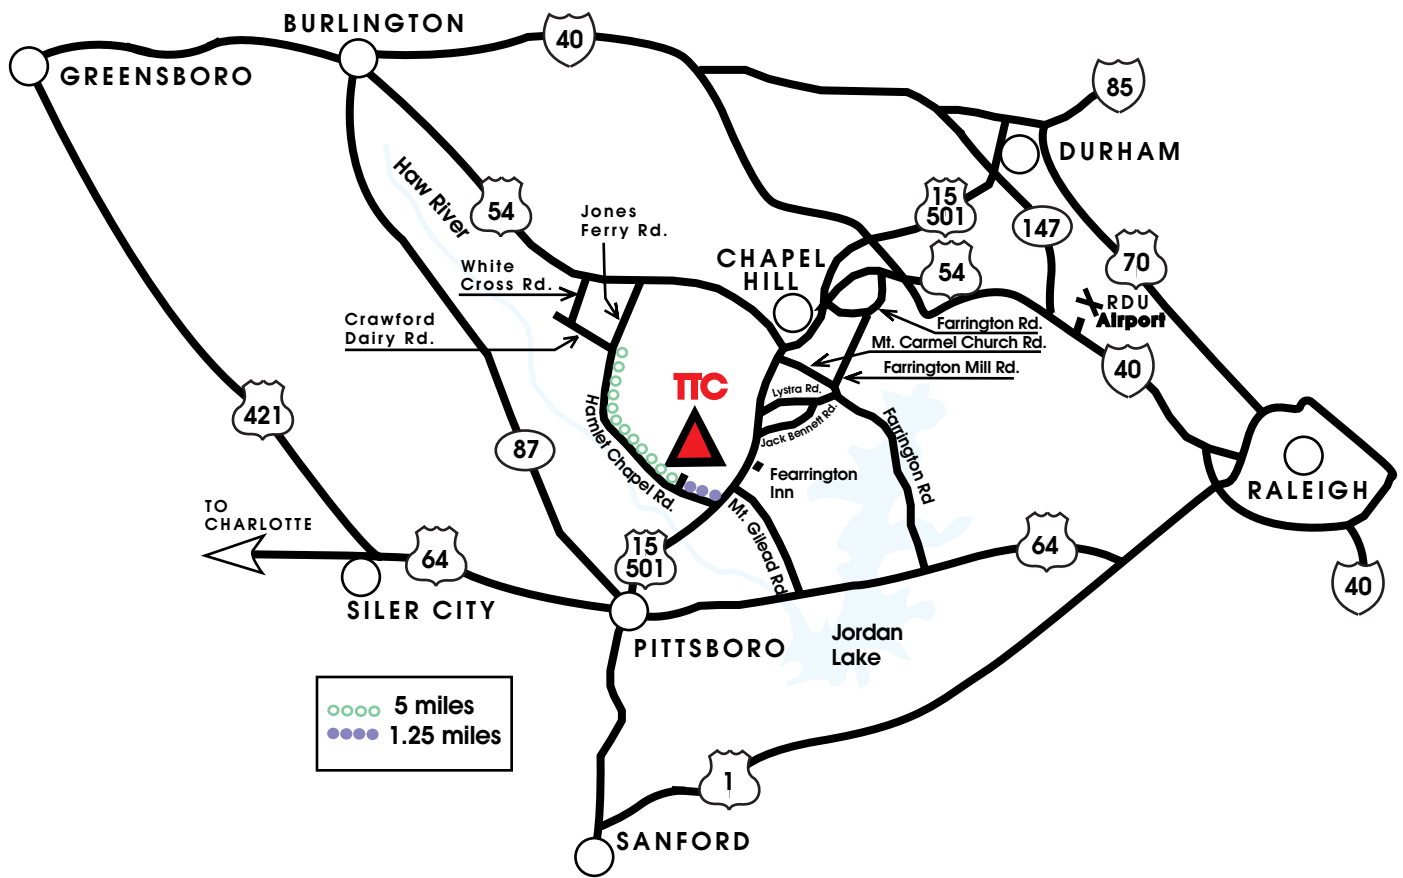 BURLINGTON
40
GREENSBORO
85
DURHAM
Haw River
54
15
501
Jones
Ferry Rd.
147
CHAPEL
HILL
54
70
White
Cross Rd.
RDU
Airport
Crawford
Dairy Rd.
Farrington Rd.
Mt. Carmel Church Rd.
Farrington Mill Rd.
40
TTC
Lystra Rd.
Jack Bennett Rd.
421
Hamlet Chapel Rd.
87
Farrington Rd
Fearrington
Inn
RALEIGH
TO
CHARLOTTE
Mt. Gilead Rd
64
15
501
64
40
SILER CITY
PITTSBORO
Jordan
Lake
5 miles
1.25 miles
1
SANFORD